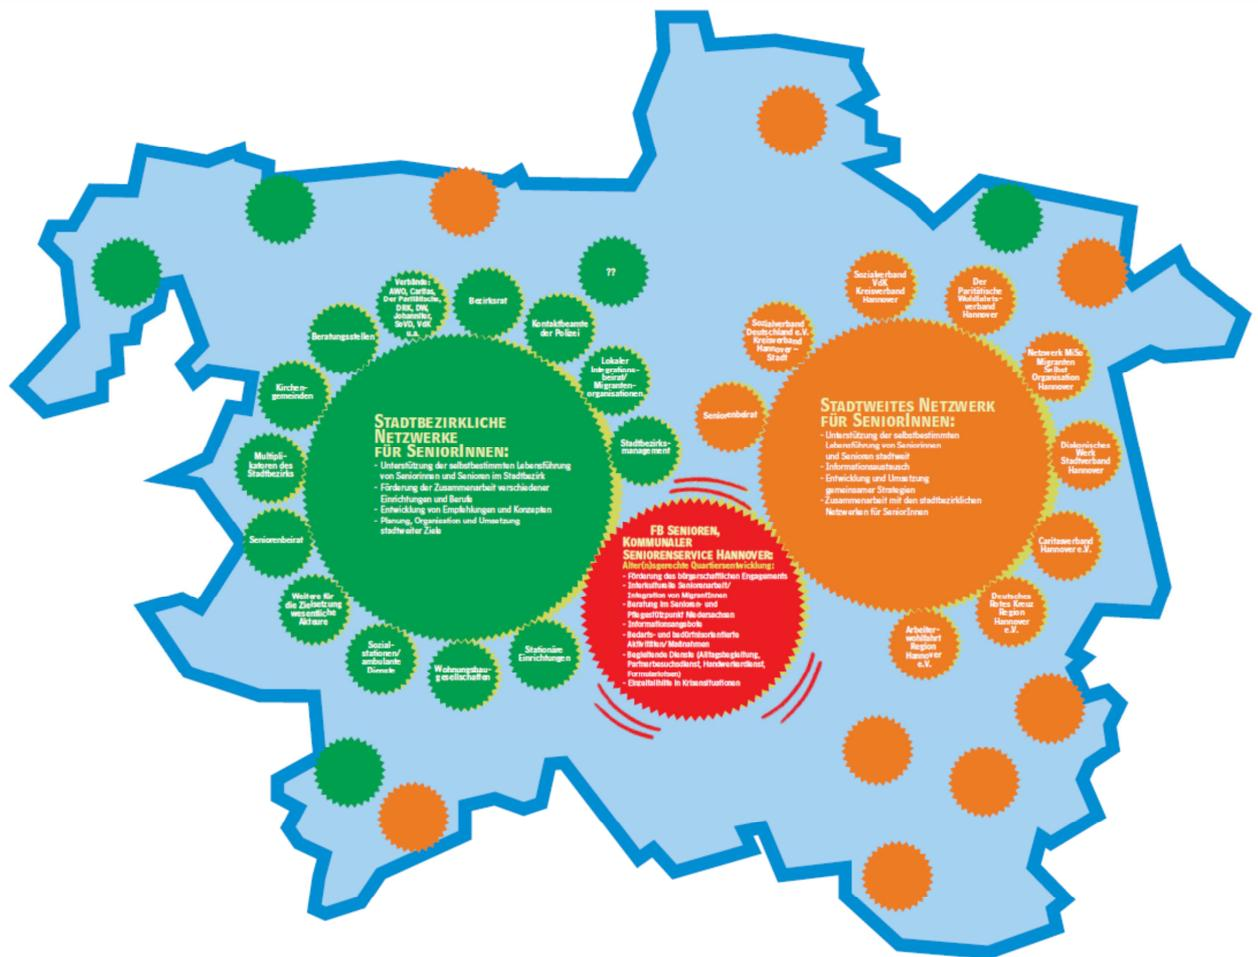 Verbände:
AWO, Caritas,
Der Paritätische,
DRK, DW,
Johanniter,
SoVD, VdK
u.a.
Bezirksrat
??
Kontaktbeamte
der Polizei
Beratungsstellen
Lokaler
Integrations-
beirat/
Migranten-
organisationen
Kirchen-
gemeinden
Stadtbezirks-
management
Multipli-
katoren des
Stadtbezirks
Seniorenbeirat
Weitere für
die Zielsetzung
wesentliche
Akteure
Sozial-
stationen/
ambulante
Dienste
Wohnungsbau-
gesellschaften
Stationäre
Einrichtungen
STADTBEZIRKLICHE
NETZWERKE
FÜR SENIORINNEN:
- Unterstützung der selbstbestimmten Lebensführung
von Seniorinnen und Senioren im Stadtbezirk
- Förderung der Zusammenarbeit verschiedener
Einrichtungen und Berufe
- Entwicklung von Empfehlungen und Konzepten
- Planung, Organisation und Umsetzung
stadtweiter Ziele
FB SENIOREN,
KOMMUNALER
SENIORENSERVICE HANNOVER:
Alter(n)sgerechte Quartiersentwicklung:
- Förderung des bürgerschaftlichen Engagements
- Interkulturelle Seniorenarbeit/
Integration von MigrantInnen
- Beratung im Senioren- und
Pflegestützpunkt Niedersachsen
- Informationsangebote
- Bedarfs- und bedürfnisorientierte
Aktivitäten/Maßnahmen
- Begleitende Dienste (Alltagsbegleitung,
Partnerbesuchsdienst, Handwerkerdienst,
Formularlotsen)
- Einzelfallhilfe in Krisensituationen
STADTWEITES NETZWERK
FÜR SENIORINNEN:
- Unterstützung der selbstbestimmten
Lebensführung von Seniorinnen
und Senioren stadtweit
- Informationsaustausch
- Entwicklung und Umsetzung
gemeinsamer Strategien
- Zusammenarbeit mit den stadtbezirklichen
Netzwerken für SeniorInnen
Seniorenbeirat
Sozialverband
Deutschland e.V.
Kreisverband
Hannover –
Stadt
Sozialverband
VdK
Kreisverband
Hannover
Der
Paritätische
Wohlfahrts-
verband
Hannover
Netzwerk MiSo
Migranten
Selbst
Organisation
Hannover
Diakonisches
Werk
Stadtverband
Hannover
Caritasverband
Hannover e.V.
Deutsches
Rotes Kreuz
Region
Hannover
e.V.
Arbeiter-
wohlfahrt
Region
Hannover
e.V.